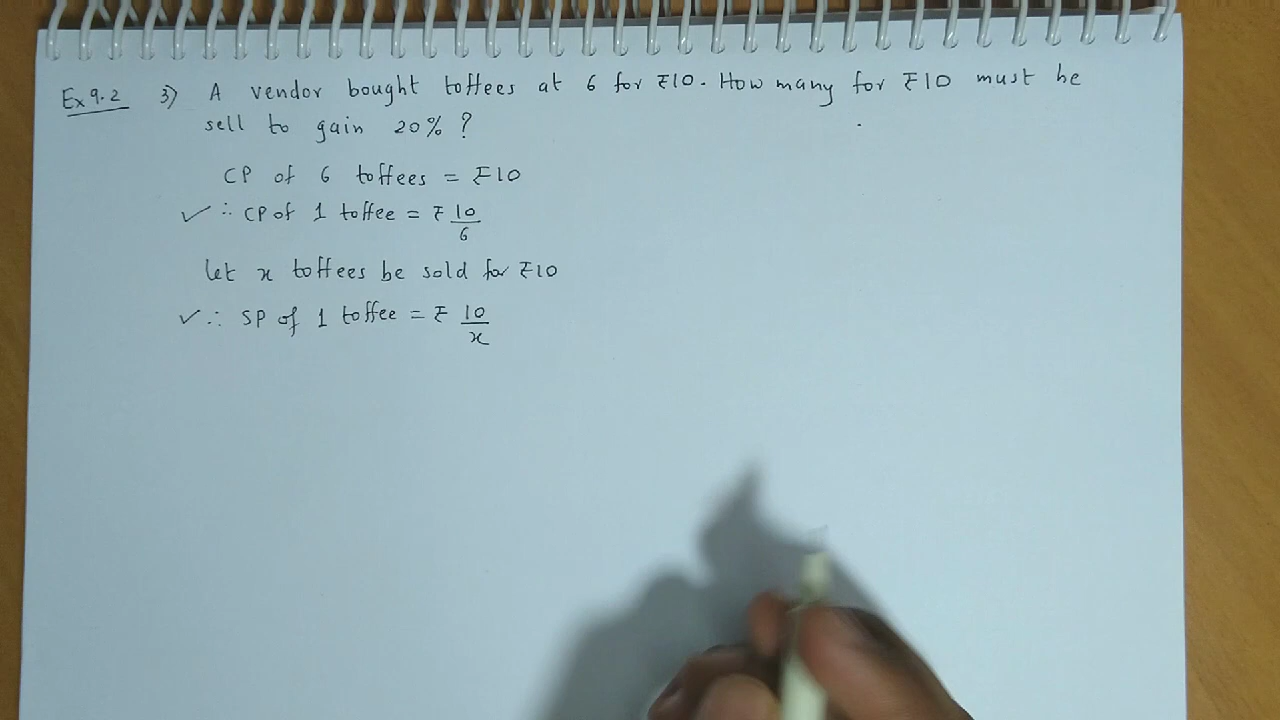 Ex 9.2 3) A vendor bought toffees at 6 for ₹10. How many for ₹10 must he
sell to gain 20% ?
CP of 6 toffees = ₹10
✓ ∴ CP of 1 toffee = ₹ 10/6
let x toffees be sold for ₹10
✓ ∴ SP of 1 toffee = ₹ 10/x